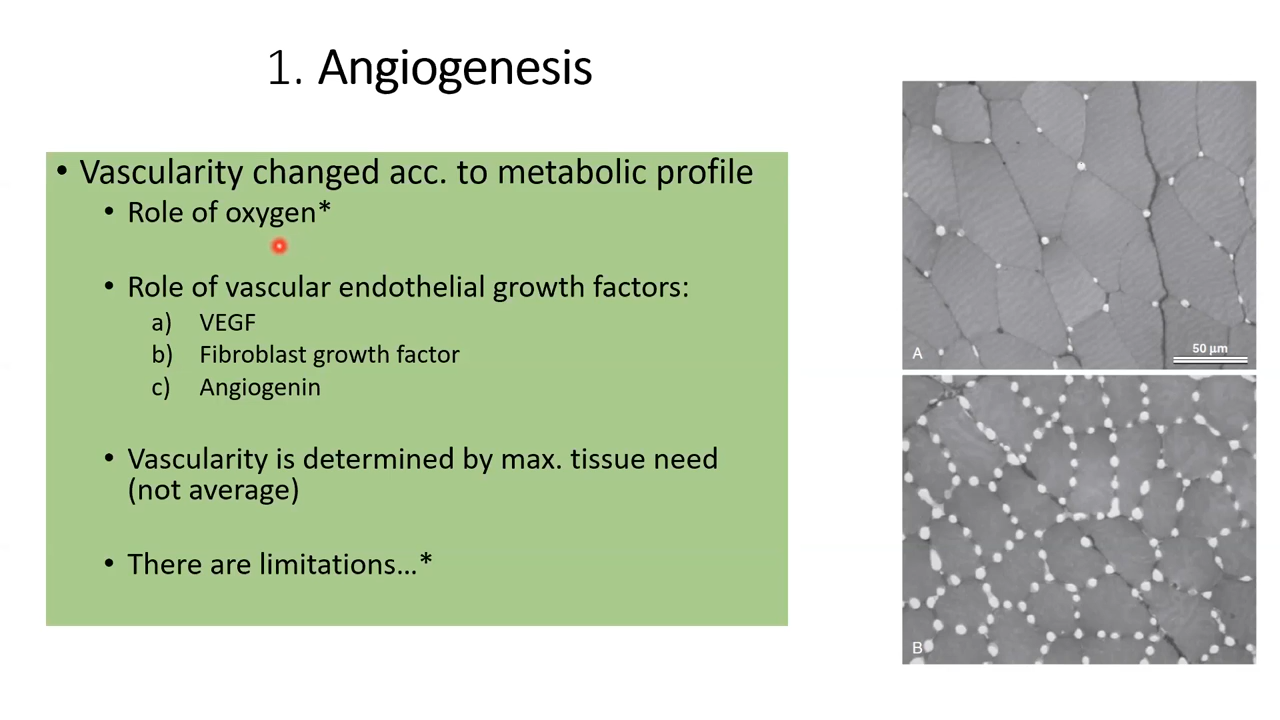 1. Angiogenesis
• Vascularity changed acc. to metabolic profile
• Role of oxygen*
• Role of vascular endothelial growth factors:
a) VEGF
b) Fibroblast growth factor
c) Angiogenin
• Vascularity is determined by max. tissue need
(not average)
• There are limitations...*
A
50 µm
B